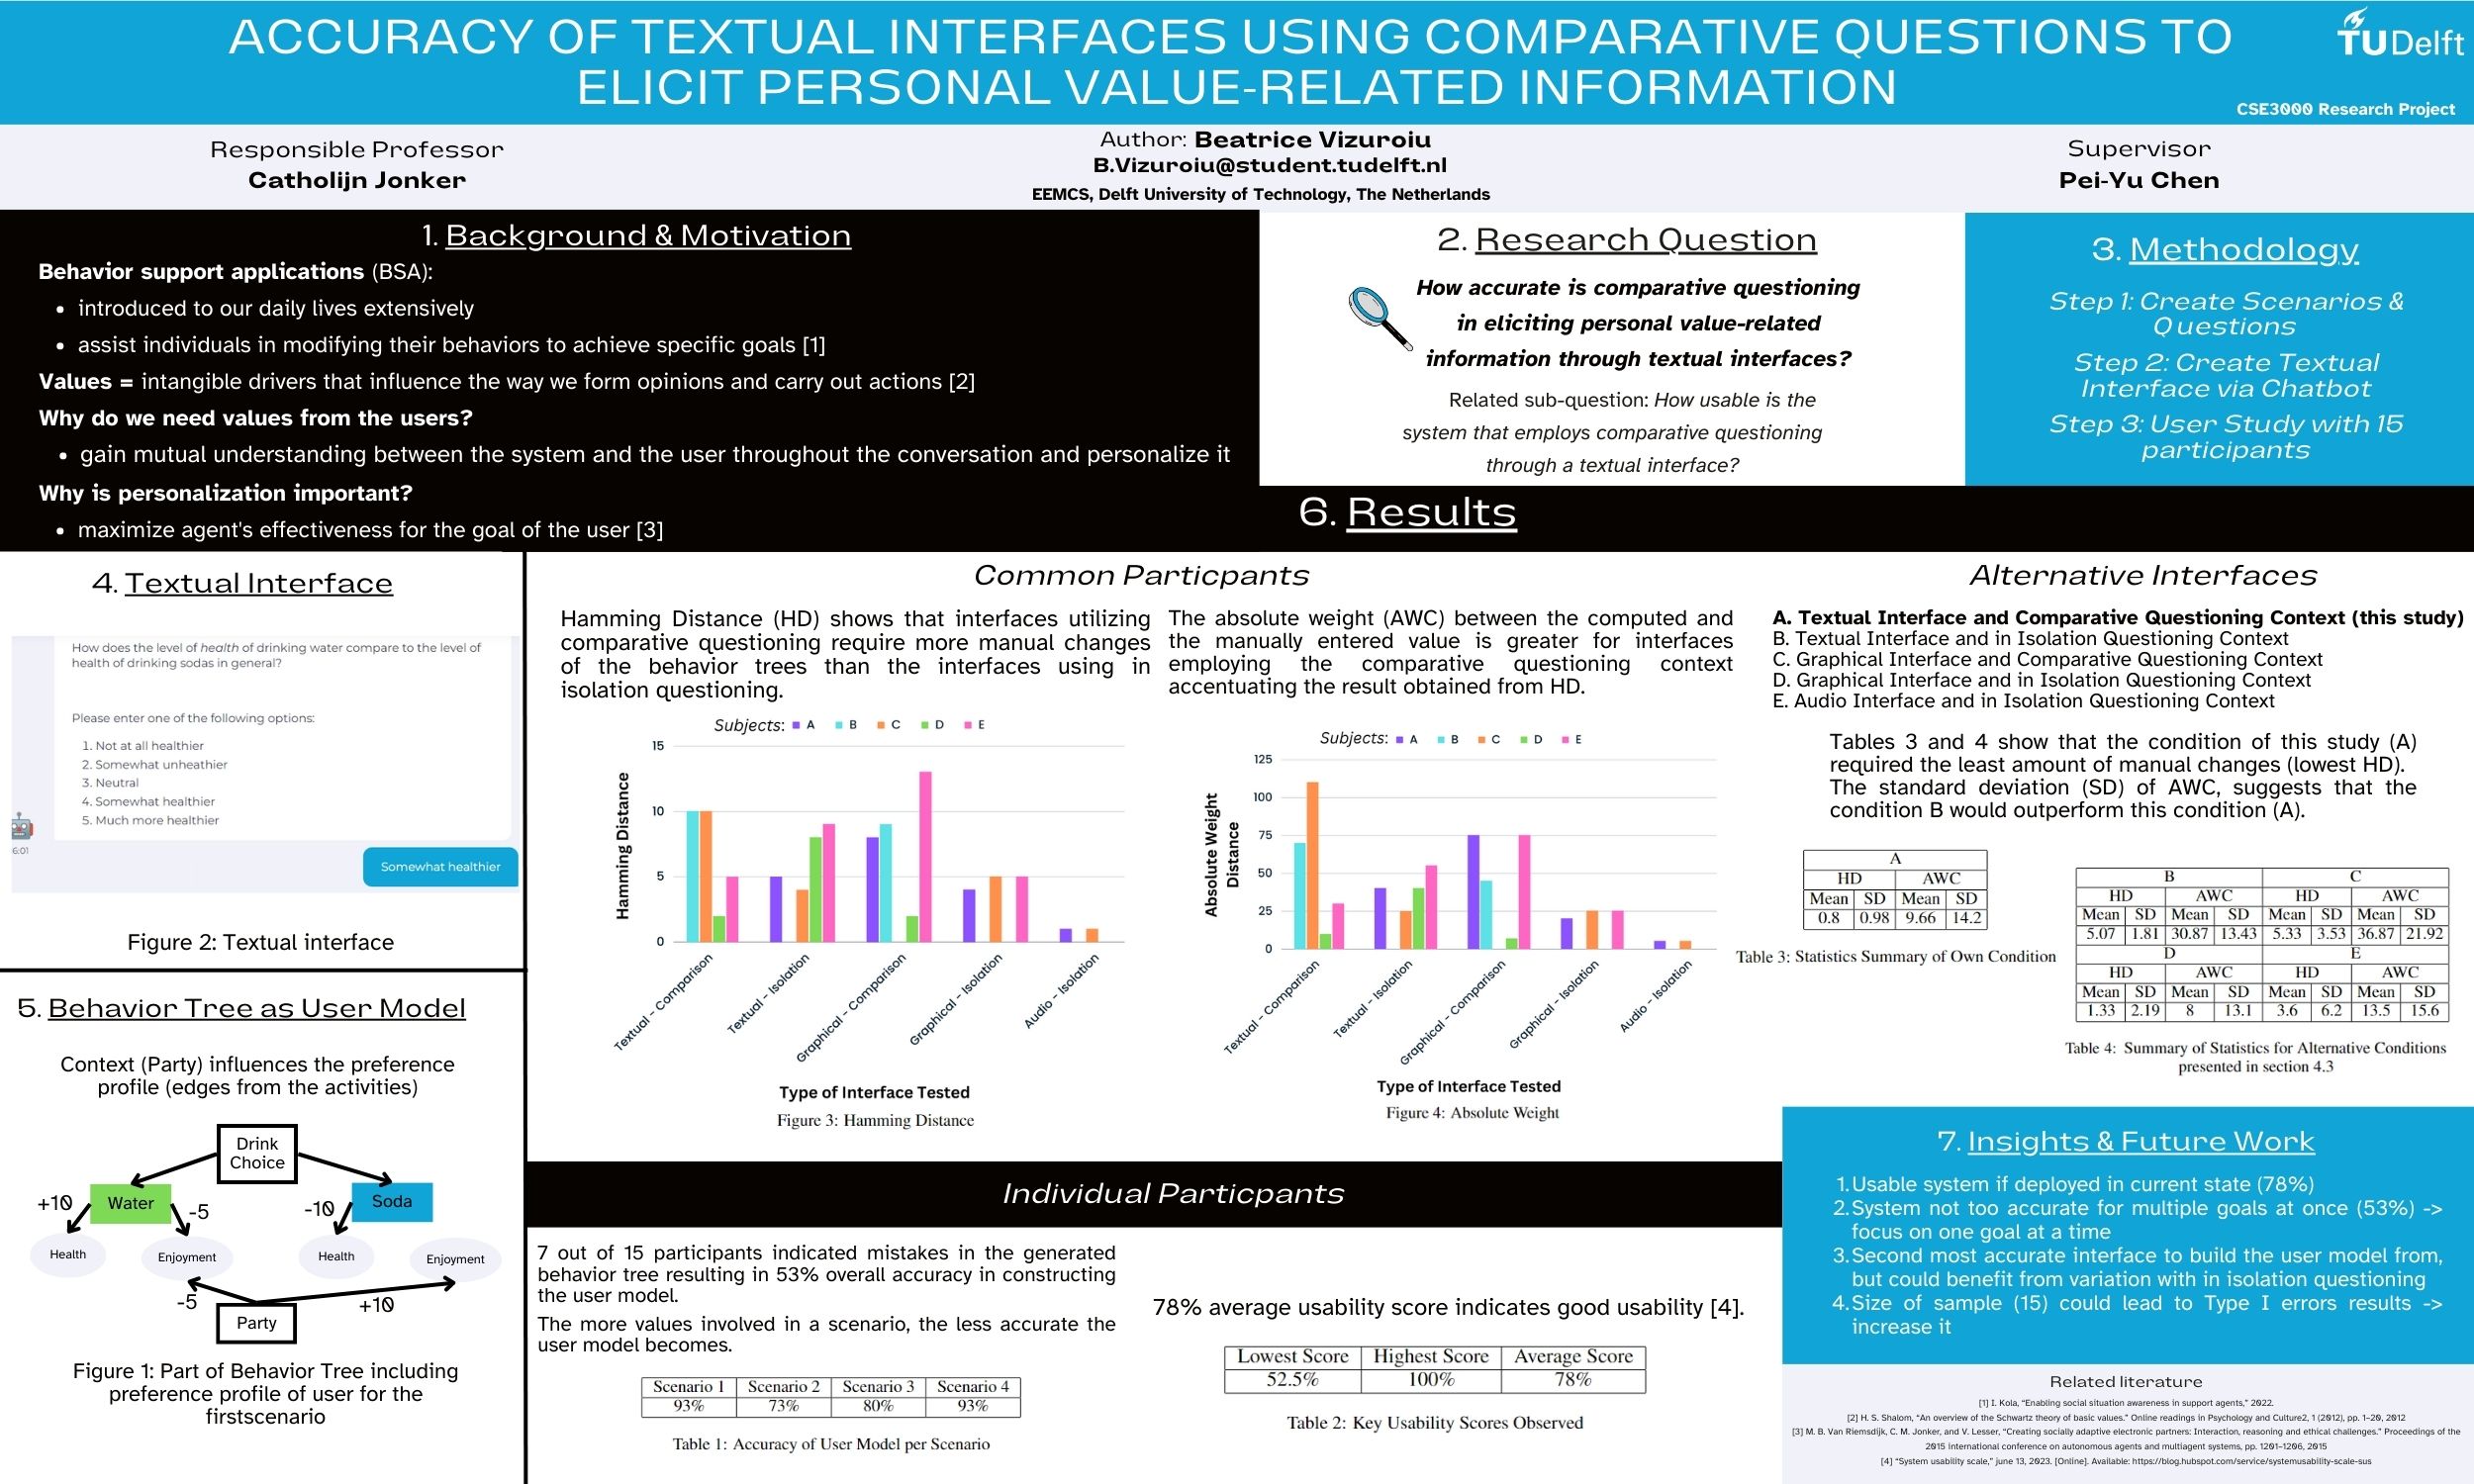 ACCURACY OF TEXTUAL INTERFACES USING COMPARATIVE QUESTIONS TO
ELICIT PERSONAL VALUE-RELATED INFORMATION
TUDelft
CSE3000 Research Project
Responsible Professor
Catholijn Jonker
Author: Beatrice Vizuroiu
B.Vizuroiu@student.tudelft.nl
EEMCS, Delft University of Technology, The Netherlands
Supervisor
Pei-Yu Chen
1. Background & Motivation
Behavior support applications (BSA):
• introduced to our daily lives extensively
• assist individuals in modifying their behaviors to achieve specific goals [1]
Values = intangible drivers that influence the way we form opinions and carry out actions [2]
Why do we need values from the users?
• gain mutual understanding between the system and the user throughout the conversation and personalize it
Why is personalization important?
• maximize agent's effectiveness for the goal of the user [3]
2. Research Question
How accurate is comparative questioning
in eliciting personal value-related
information through textual interfaces?
Related sub-question: How usable is the
system that employs comparative questioning
through a textual interface?
3. Methodology
Step 1: Create Scenarios &
Questions
Step 2: Create Textual
Interface via Chatbot
Step 3: User Study with 15
participants
4. Textual Interface
How does the level of health of drinking water compare to the level of
health of drinking sodas in general?
Please enter one of the following options:
1. Not at all healthier
2. Somewhat unheathier
3. Neutral
4. Somewhat healthier
5. Much more healthier
6:01
Somewhat healthier
Figure 2: Textual interface
5. Behavior Tree as User Model
Context (Party) influences the preference
profile (edges from the activities)
Drink
Choice
+10
Water
-5
-10
Soda
Health
Enjoyment
Health
Enjoyment
-5
+10
Party
Figure 1: Part of Behavior Tree including
preference profile of user for the
firstscenario
6. Results
Common Particpants
Hamming Distance (HD) shows that interfaces utilizing
comparative questioning require more manual changes
of the behavior trees than the interfaces using in
isolation questioning.
Subjects: A B C D E
15
10
5
0
Hamming Distance
Textual - Comparison
Textual - Isolation
Graphical - Comparison
Graphical - Isolation
Audio - Isolation
Type of Interface Tested
Figure 3: Hamming Distance
The absolute weight (AWC) between the computed and
the manually entered value is greater for interfaces
employing the comparative questioning context
accentuating the result obtained from HD.
Subjects: A B C D E
125
100
75
50
25
0
Absolute Weight
Distance
Textual - Comparison
Textual - Isolation
Graphical - Comparison
Graphical - Isolation
Audio - Isolation
Type of Interface Tested
Figure 4: Absolute Weight
Alternative Interfaces
A. Textual Interface and Comparative Questioning Context (this study)
B. Textual Interface and in Isolation Questioning Context
C. Graphical Interface and Comparative Questioning Context
D. Graphical Interface and in Isolation Questioning Context
E. Audio Interface and in Isolation Questioning Context
Tables 3 and 4 show that the condition of this study (A)
required the least amount of manual changes (lowest HD).
The standard deviation (SD) of AWC, suggests that the
condition B would outperform this condition (A).
A
HD AWC
Mean SD Mean SD
0.8 0.98 9.66 14.2
Table 3: Statistics Summary of Own Condition
B C
HD AWC HD AWC
Mean SD Mean SD Mean SD Mean SD
5.07 1.81 30.87 13.43 5.33 3.53 36.87 21.92
D E
HD AWC HD AWC
Mean SD Mean SD Mean SD Mean SD
1.33 2.19 8 13.1 3.6 6.2 13.5 15.6
Table 4: Summary of Statistics for Alternative Conditions
presented in section 4.3
Individual Particpants
7 out of 15 participants indicated mistakes in the generated
behavior tree resulting in 53% overall accuracy in constructing
the user model.
The more values involved in a scenario, the less accurate the
user model becomes.
Scenario 1 Scenario 2 Scenario 3 Scenario 4
93% 73% 80% 93%
Table 1: Accuracy of User Model per Scenario
78% average usability score indicates good usability [4].
Lowest Score Highest Score Average Score
52.5% 100% 78%
Table 2: Key Usability Scores Observed
7. Insights & Future Work
1. Usable system if deployed in current state (78%)
2. System not too accurate for multiple goals at once (53%) ->
focus on one goal at a time
3. Second most accurate interface to build the user model from,
but could benefit from variation with in isolation questioning
4. Size of sample (15) could lead to Type I errors results ->
increase it
Related literature
[1] I. Kola, “Enabling social situation awareness in support agents,” 2022.
[2] H. S. Shalom, “An overview of the Schwartz theory of basic values.” Online readings in Psychology and Culture2, 1 (2012), pp. 1–20, 2012
[3] M. B. Van Riemsdijk, C. M. Jonker, and V. Lesser, “Creating socially adaptive electronic partners: Interaction, reasoning and ethical challenges.” Proceedings of the
2015 international conference on autonomous agents and multiagent systems, pp. 1201–1206, 2015
[4] “System usability scale,” june 13, 2023. [Online]. Available: https://blog.hubspot.com/service/systemusability-scale-sus